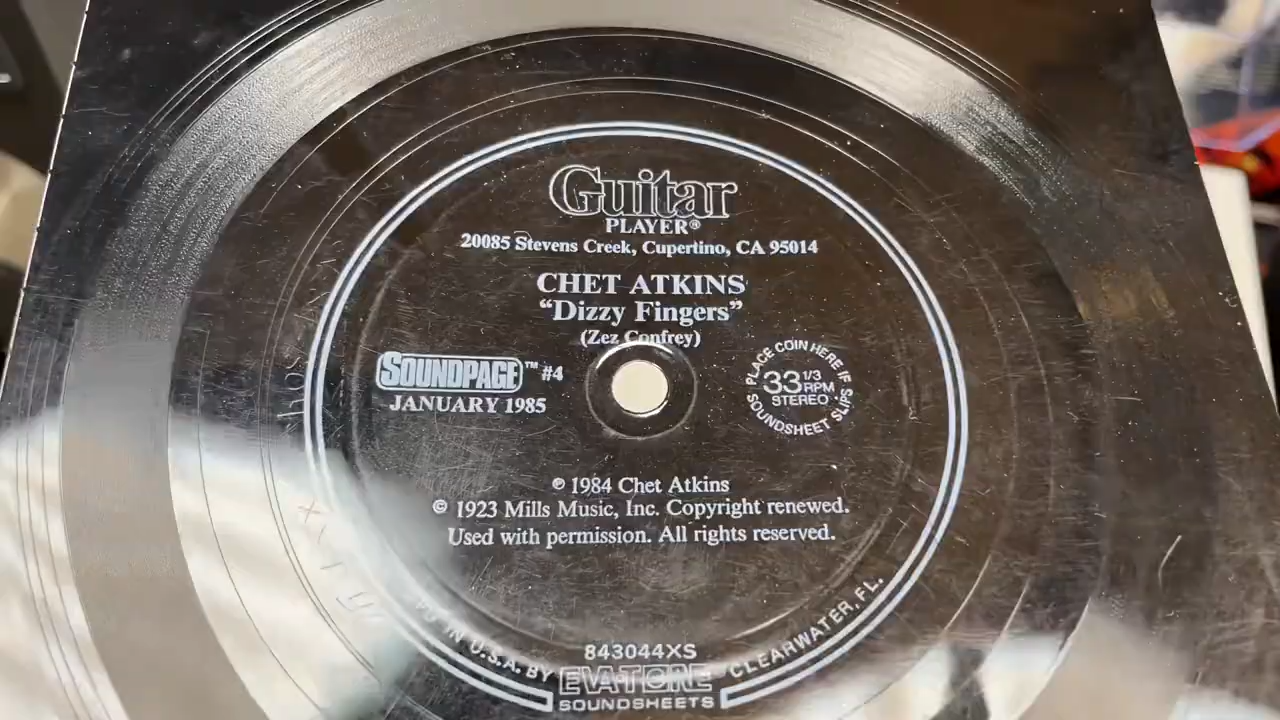 Guitar
PLAYER®
20085 Stevens Creek, Cupertino, CA 95014
CHET ATKINS
“Dizzy Fingers”
(Zez Confrey)
SOUNDPAGE™ #4
JANUARY 1985
PLACE COIN HERE IF
SOUNDSHEET SLIPS
33 1/3
RPM
STEREO
℗ 1984 Chet Atkins
© 1923 Mills Music, Inc. Copyright renewed.
Used with permission. All rights reserved.
IN U.S.A. BY
843044XS
EVA-TONE
SOUNDSHEETS
CLEARWATER, FL.